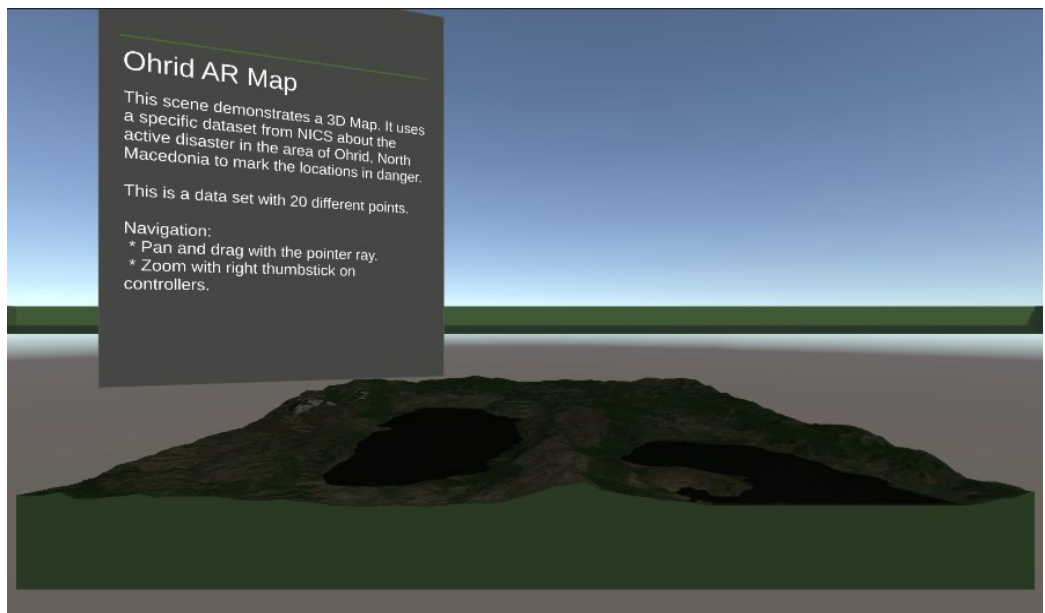 Ohrid AR Map
This scene demonstrates a 3D Map. It uses
a specific dataset from NICS about the
active disaster in the area of Ohrid, North
Macedonia to mark the locations in danger.
This is a data set with 20 different points.
Navigation:
* Pan and drag with the pointer ray.
* Zoom with right thumbstick on
controllers.